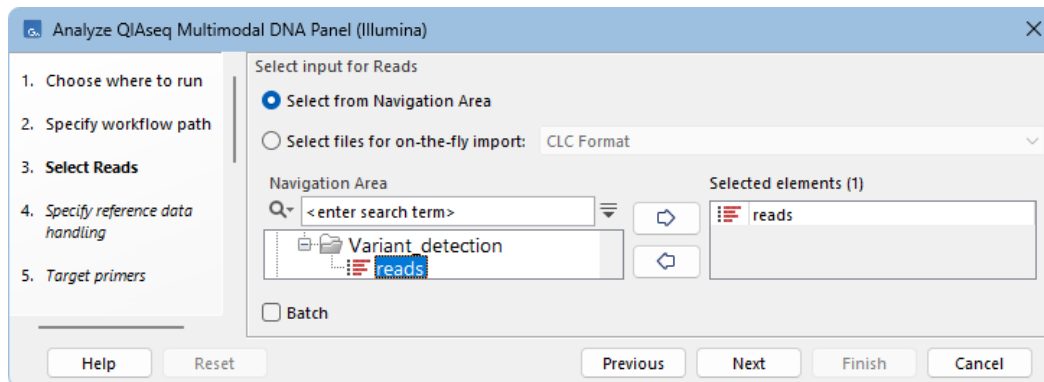 Analyze QIAseq Multimodal DNA Panel (Illumina)
1. Choose where to run
2. Specify workflow path
3. Select Reads
4. Specify reference data
handling
5. Target primers
Select input for Reads
Select from Navigation Area
Select files for on-the-fly import: CLC Format
Navigation Area
<enter search term>
Variant_detection
reads
Selected elements (1)
reads
Batch
Help Reset Previous Next Finish Cancel